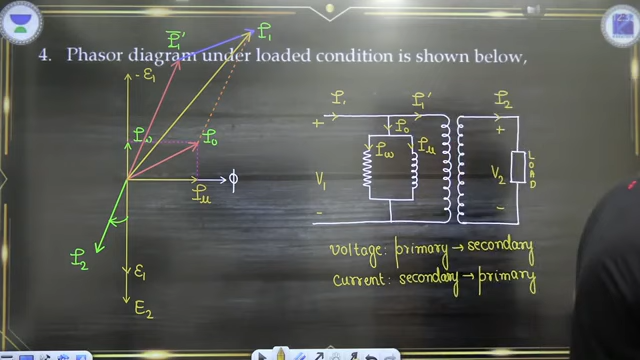 4. Phasor diagram under loaded condition is shown below,
I₁'
I₁
-E₁
I₁
I₁'
I₂
Iω
I₀
+
I₀
+
Iω
Iμ
Iμ
ϕ
V₁
V₂
LOAD
-
-
I₂
E₁
E₂
voltage: primary → secondary
current: secondary → primary